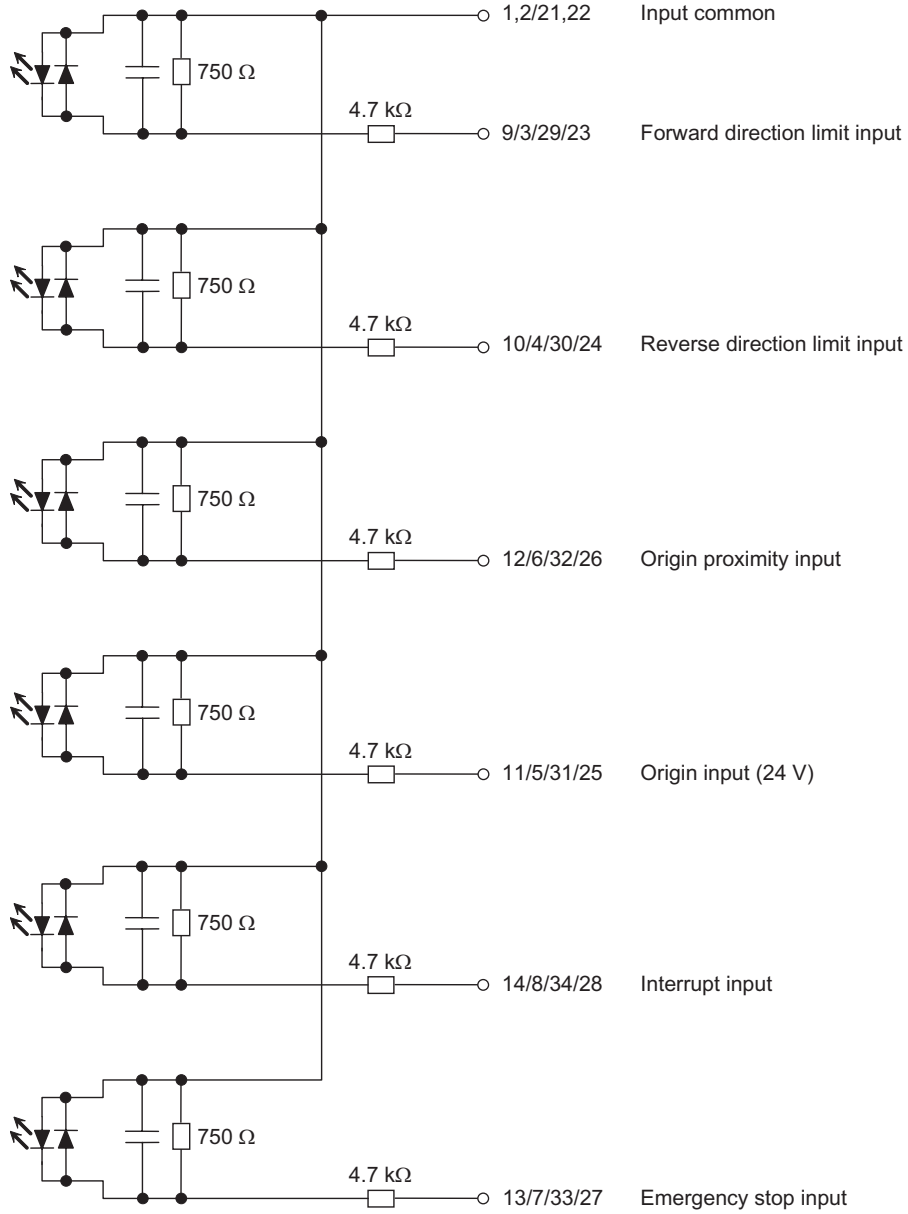 1,2/21,22 Input common
750 Ω
4.7 kΩ
9/3/29/23 Forward direction limit input
750 Ω
4.7 kΩ
10/4/30/24 Reverse direction limit input
750 Ω
4.7 kΩ
12/6/32/26 Origin proximity input
750 Ω
4.7 kΩ
11/5/31/25 Origin input (24 V)
750 Ω
4.7 kΩ
14/8/34/28 Interrupt input
750 Ω
4.7 kΩ
13/7/33/27 Emergency stop input